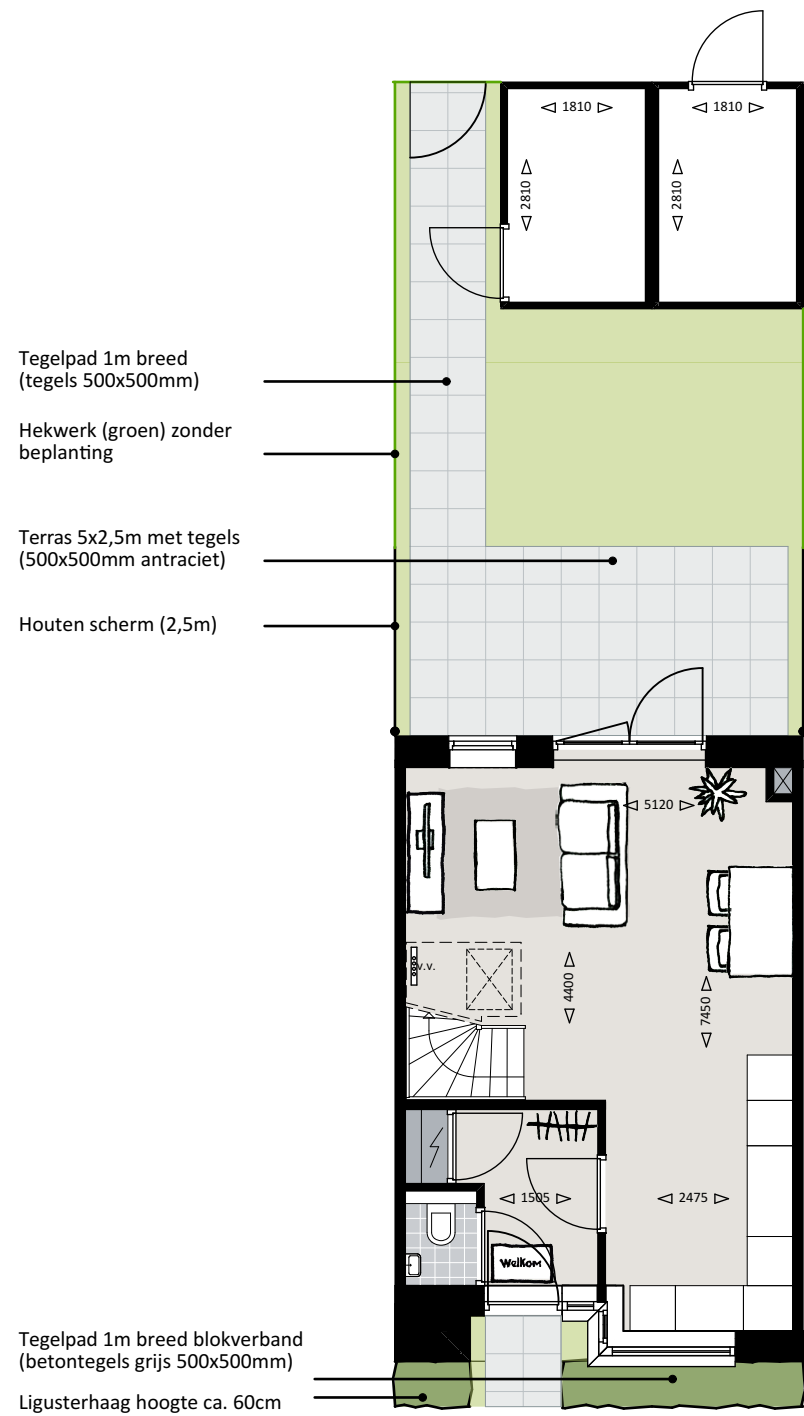 1810
1810
2810
2810
Tegelpad 1m breed
(tegels 500x500mm)
Hekwerk (groen) zonder
beplanting
Terras 5x2,5m met tegels
(500x500mm antraciet)
Houten scherm (2,5m)
5120
v.v.
4400
7450
1505
2475
Welkom
Tegelpad 1m breed blokverband
(betontegels grijs 500x500mm)
Ligusterhaag hoogte ca. 60cm